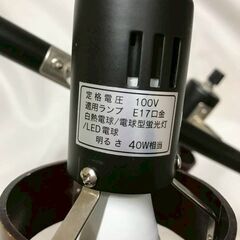 定格電圧 100V
適用ランプ E17口金
白熱電球/電球型蛍光灯
/LED電球
明るさ 40W相当